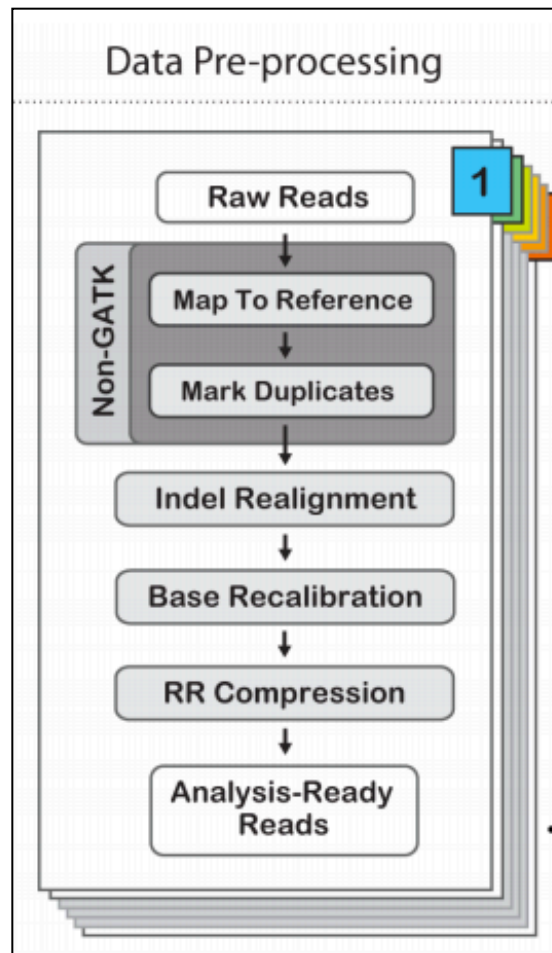 Data Pre-processing
1
Raw Reads
Non-GATK
Map To Reference
Mark Duplicates
Indel Realignment
Base Recalibration
RR Compression
Analysis-Ready
Reads